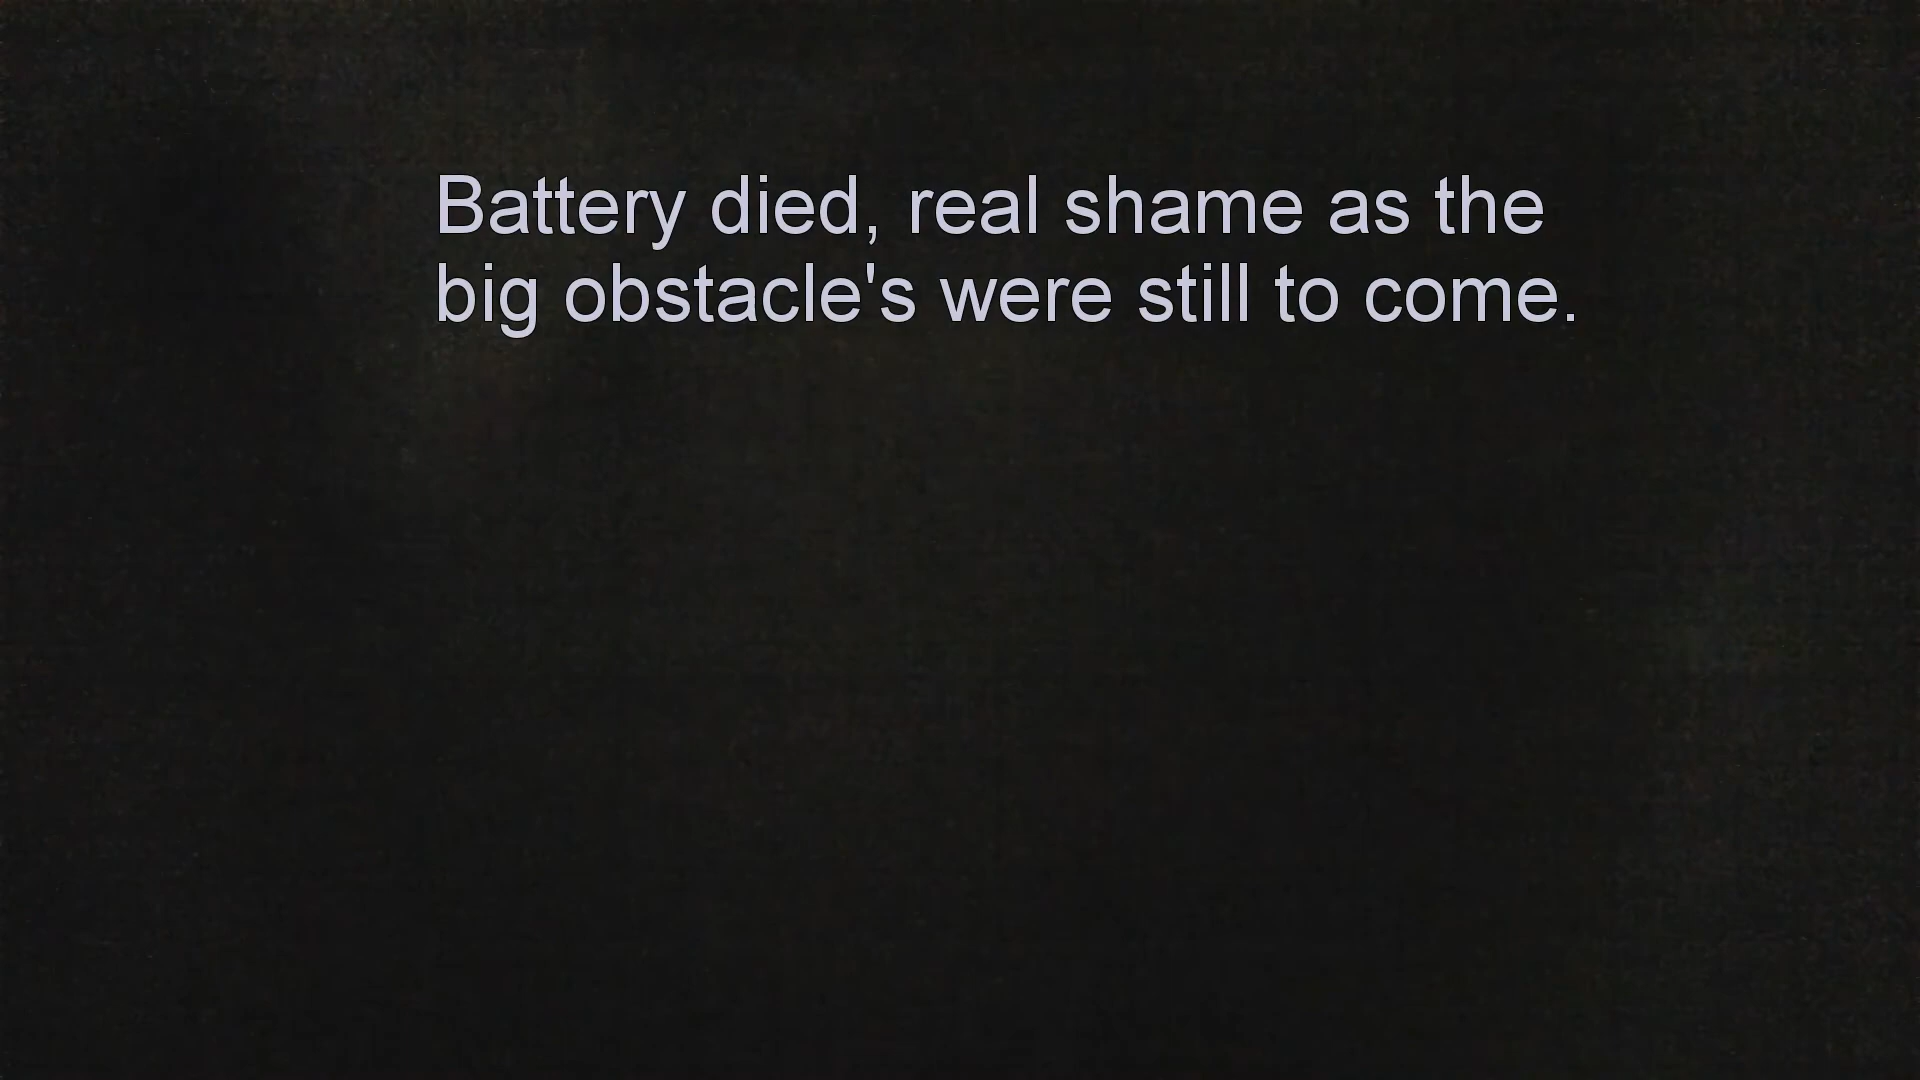 Battery died, real shame as the
big obstacle's were still to come.